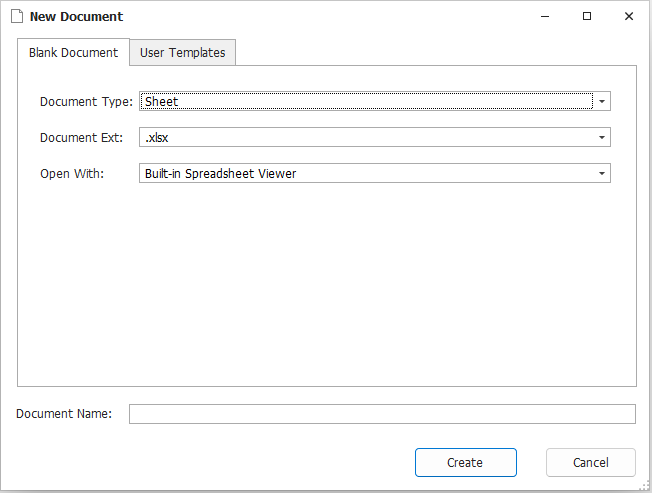 New Document
Blank Document User Templates
Document Type: Sheet
Document Ext: .xlsx
Open With: Built-in Spreadsheet Viewer
Document Name:
Create Cancel